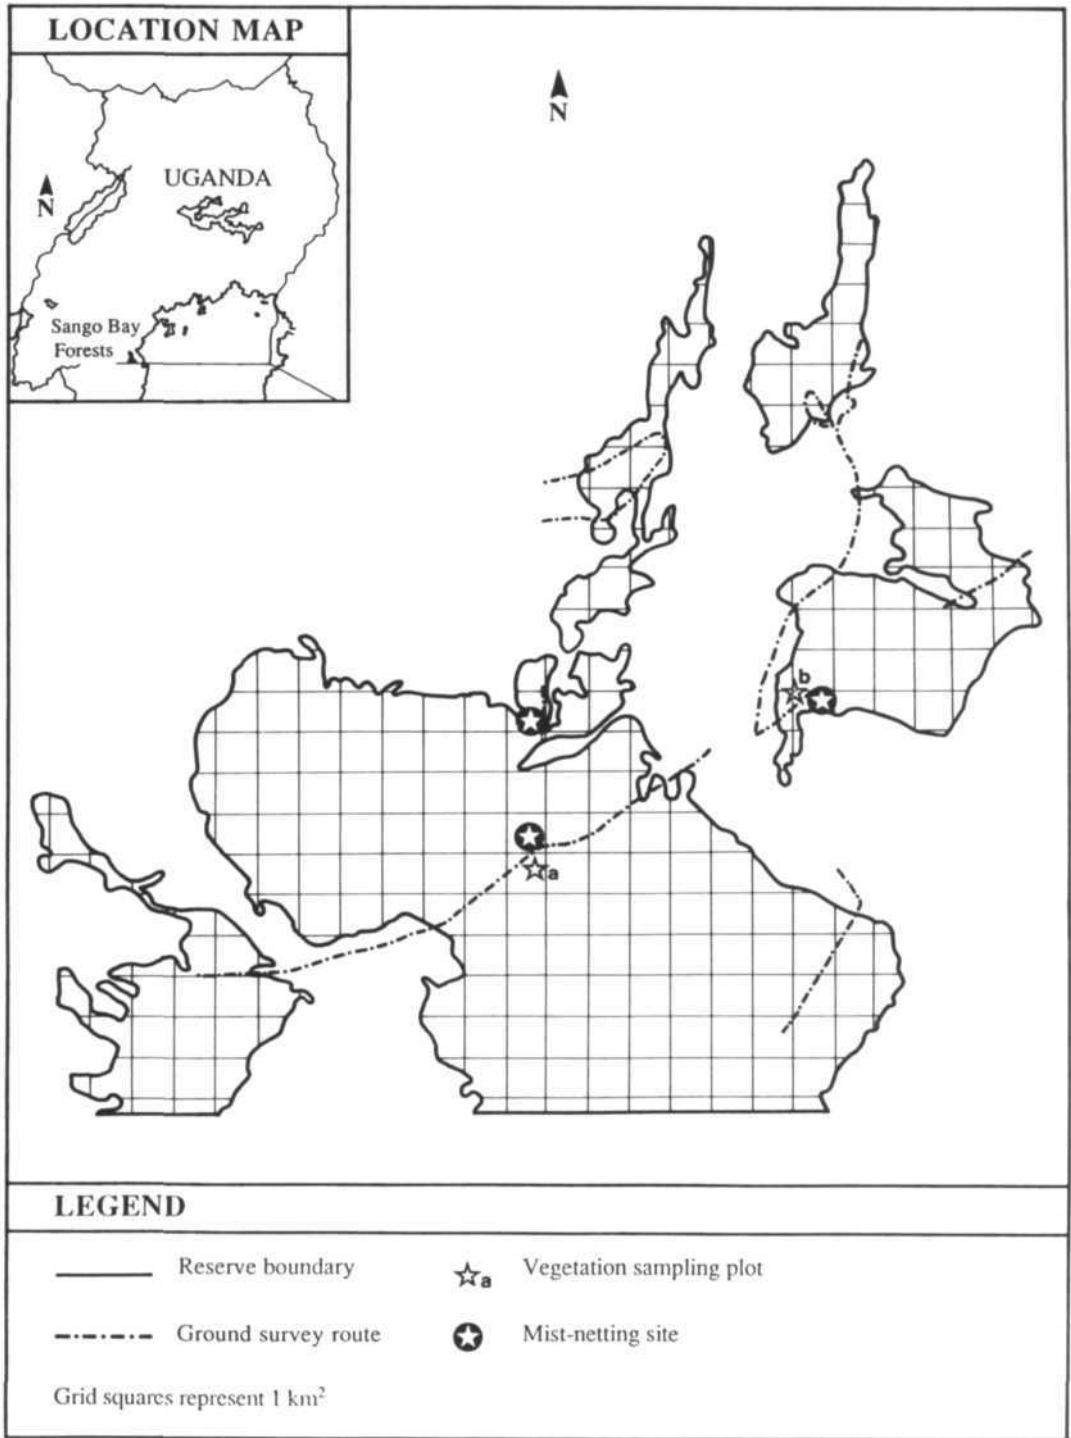 LOCATION MAP
N
UGANDA
Sango Bay
Forests
N
b
a
LEGEND
Reserve boundary
a
Vegetation sampling plot
Ground survey route
Mist-netting site
Grid squares represent 1 km²